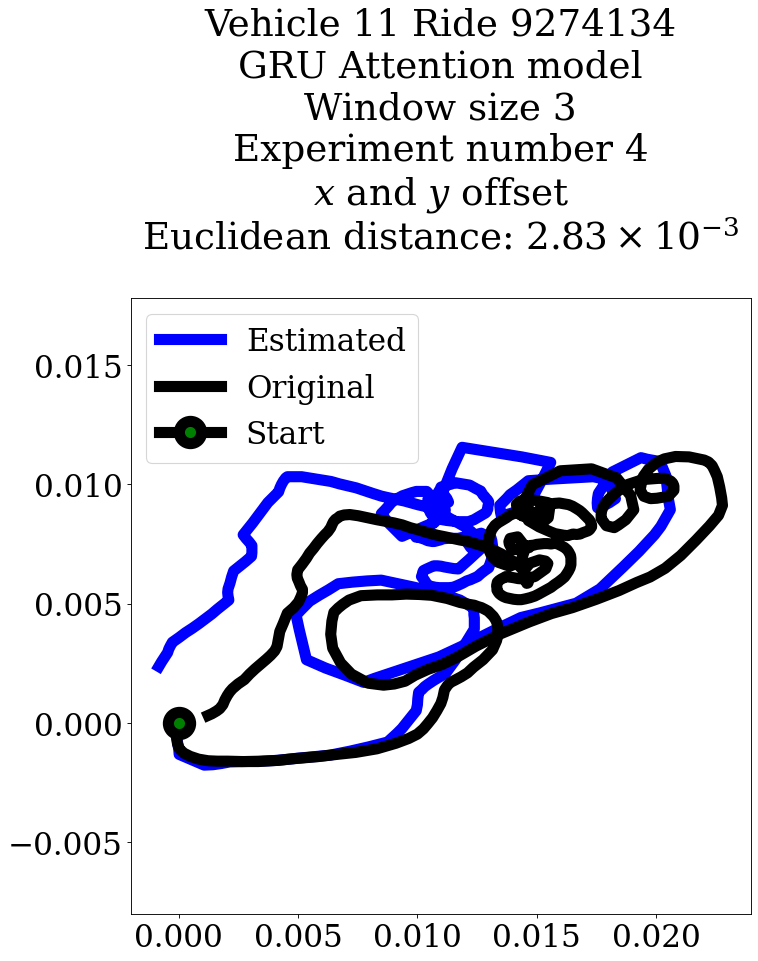 Vehicle 11 Ride 9274134
GRU Attention model
Window size 3
Experiment number 4
x and y offset
Euclidean distance: 2.83 × 10⁻³
Estimated
Original
Start
0.015
0.010
0.005
0.000
−0.005
0.000 0.005 0.010 0.015 0.020